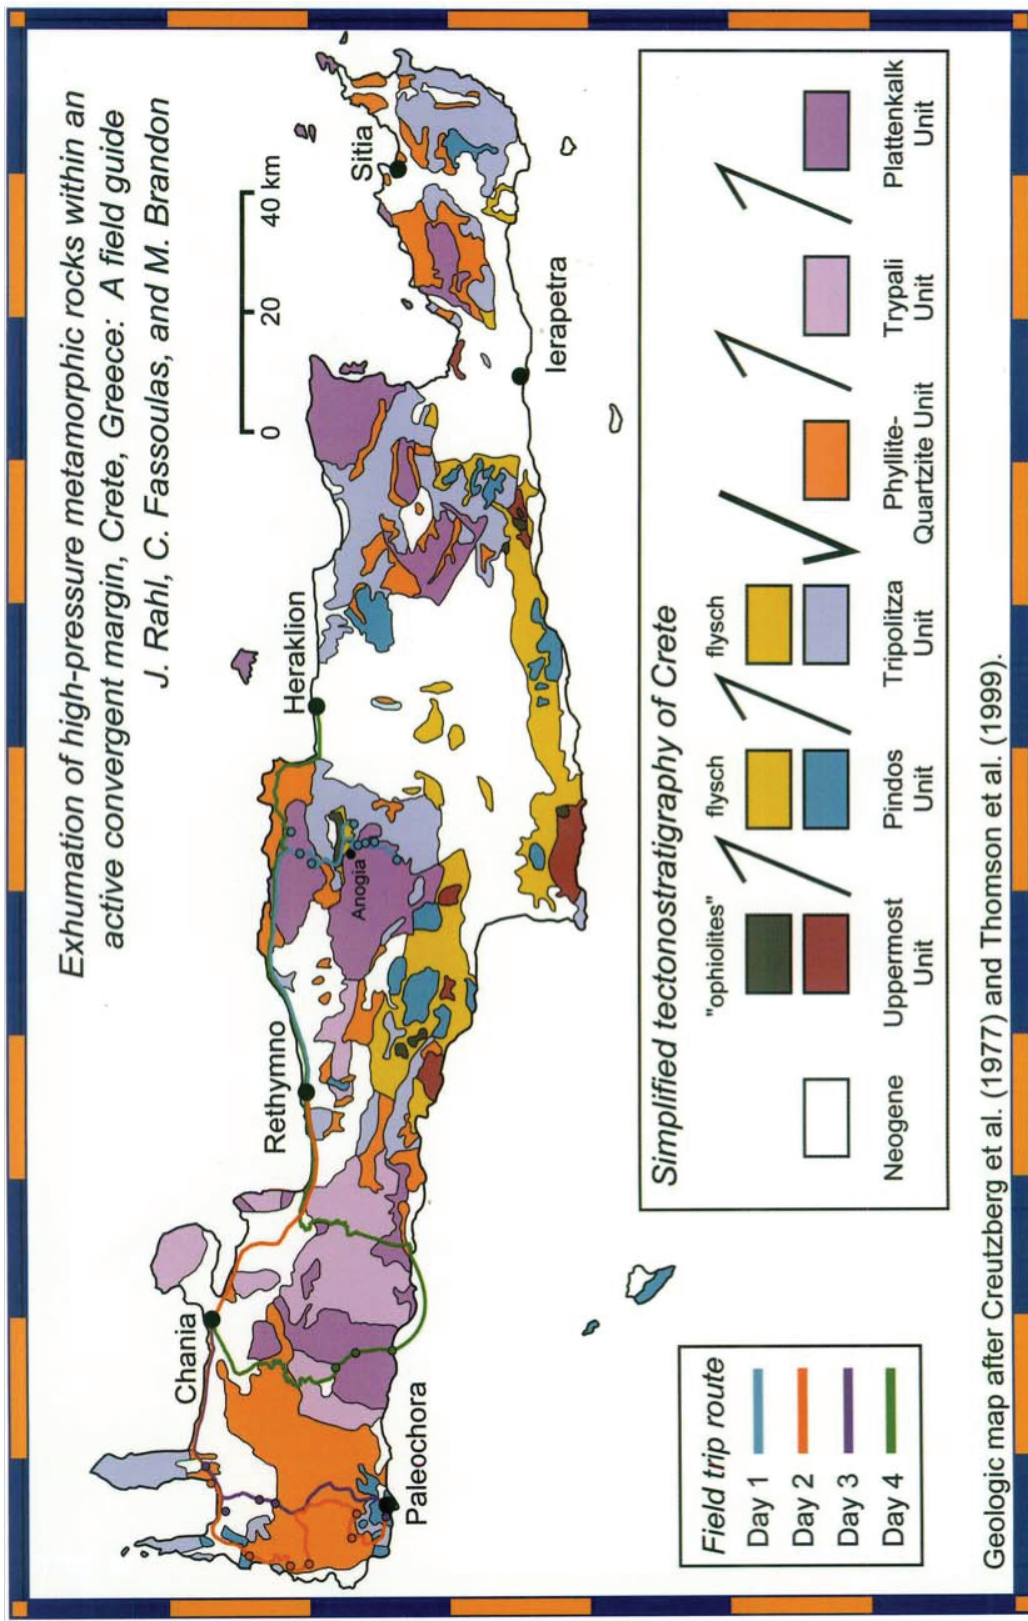 Exhumation of high-pressure metamorphic rocks within an
active convergent margin, Crete, Greece: A field guide
J. Rahl, C. Fassoulas, and M. Brandon
0 20 40 km
Chania
Rethymno
Heraklion
Sitia
Anogia
Paleochora
Ierapetra
Field trip route
Day 1
Day 2
Day 3
Day 4
Simplified tectonostratigraphy of Crete
"ophiolites"
flysch
flysch
Neogene
Uppermost
Unit
Pindos
Unit
Tripolitza
Unit
Phyllite-
Quartzite Unit
Trypali
Unit
Plattenkalk
Unit
Geologic map after Creutzberg et al. (1977) and Thomson et al. (1999).